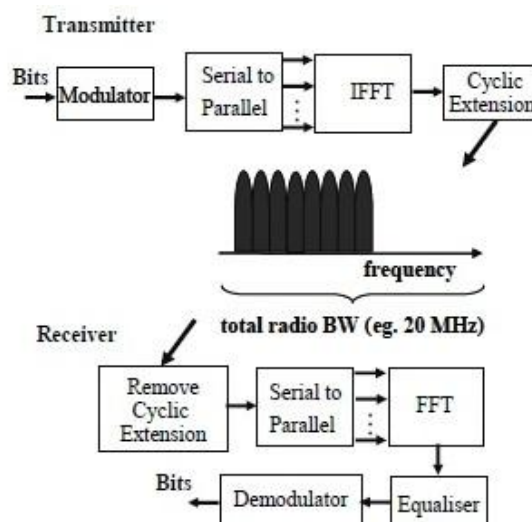 Transmitter
Bits
Modulator
Serial to
Parallel
IFFT
Cyclic
Extension
frequency
total radio BW (eg. 20 MHz)
Receiver
Remove
Cyclic
Extension
Serial to
Parallel
FFT
Bits
Demodulator
Equaliser